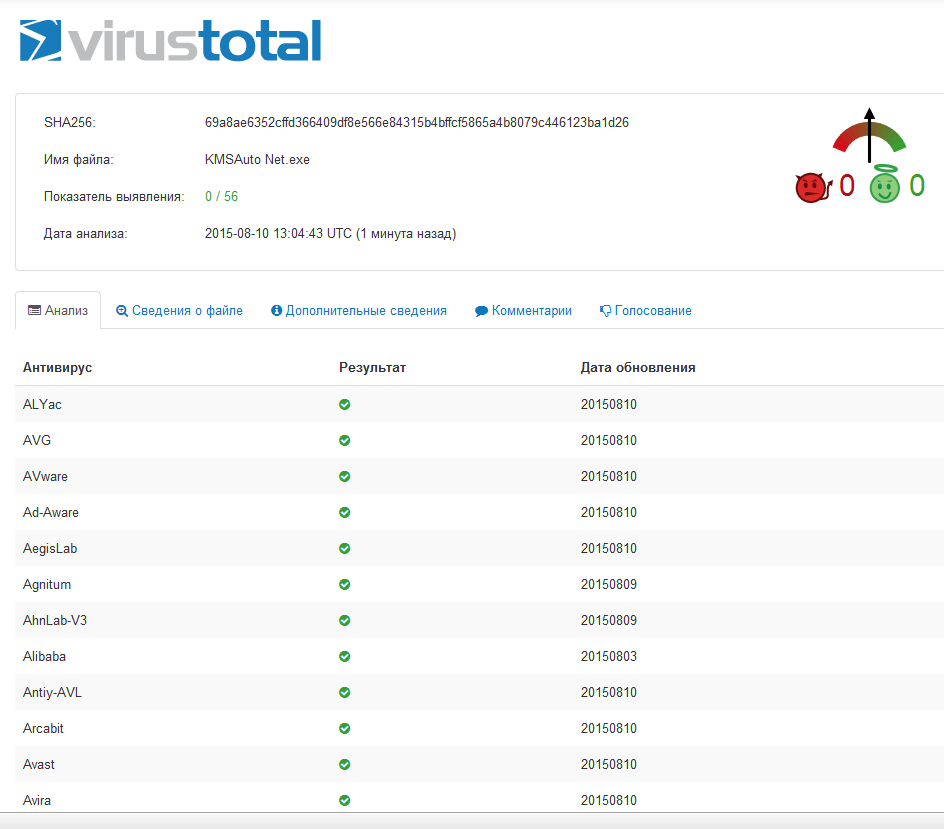 virustotal
SHA256: 69a8ae6352cffd366409df8e566e84315b4bffcf5865a4b8079c446123ba1d26
Имя файла: KMSAuto Net.exe
Показатель выявления: 0 / 56
Дата анализа: 2015-08-10 13:04:43 UTC (1 минута назад)
0 0
Анализ Сведения о файле Дополнительные сведения Комментарии Голосование
Антивирус Результат Дата обновления
ALYac 20150810
AVG 20150810
AVware 20150810
Ad-Aware 20150810
AegisLab 20150810
Agnitum 20150809
AhnLab-V3 20150809
Alibaba 20150803
Antiy-AVL 20150810
Arcabit 20150810
Avast 20150810
Avira 20150810